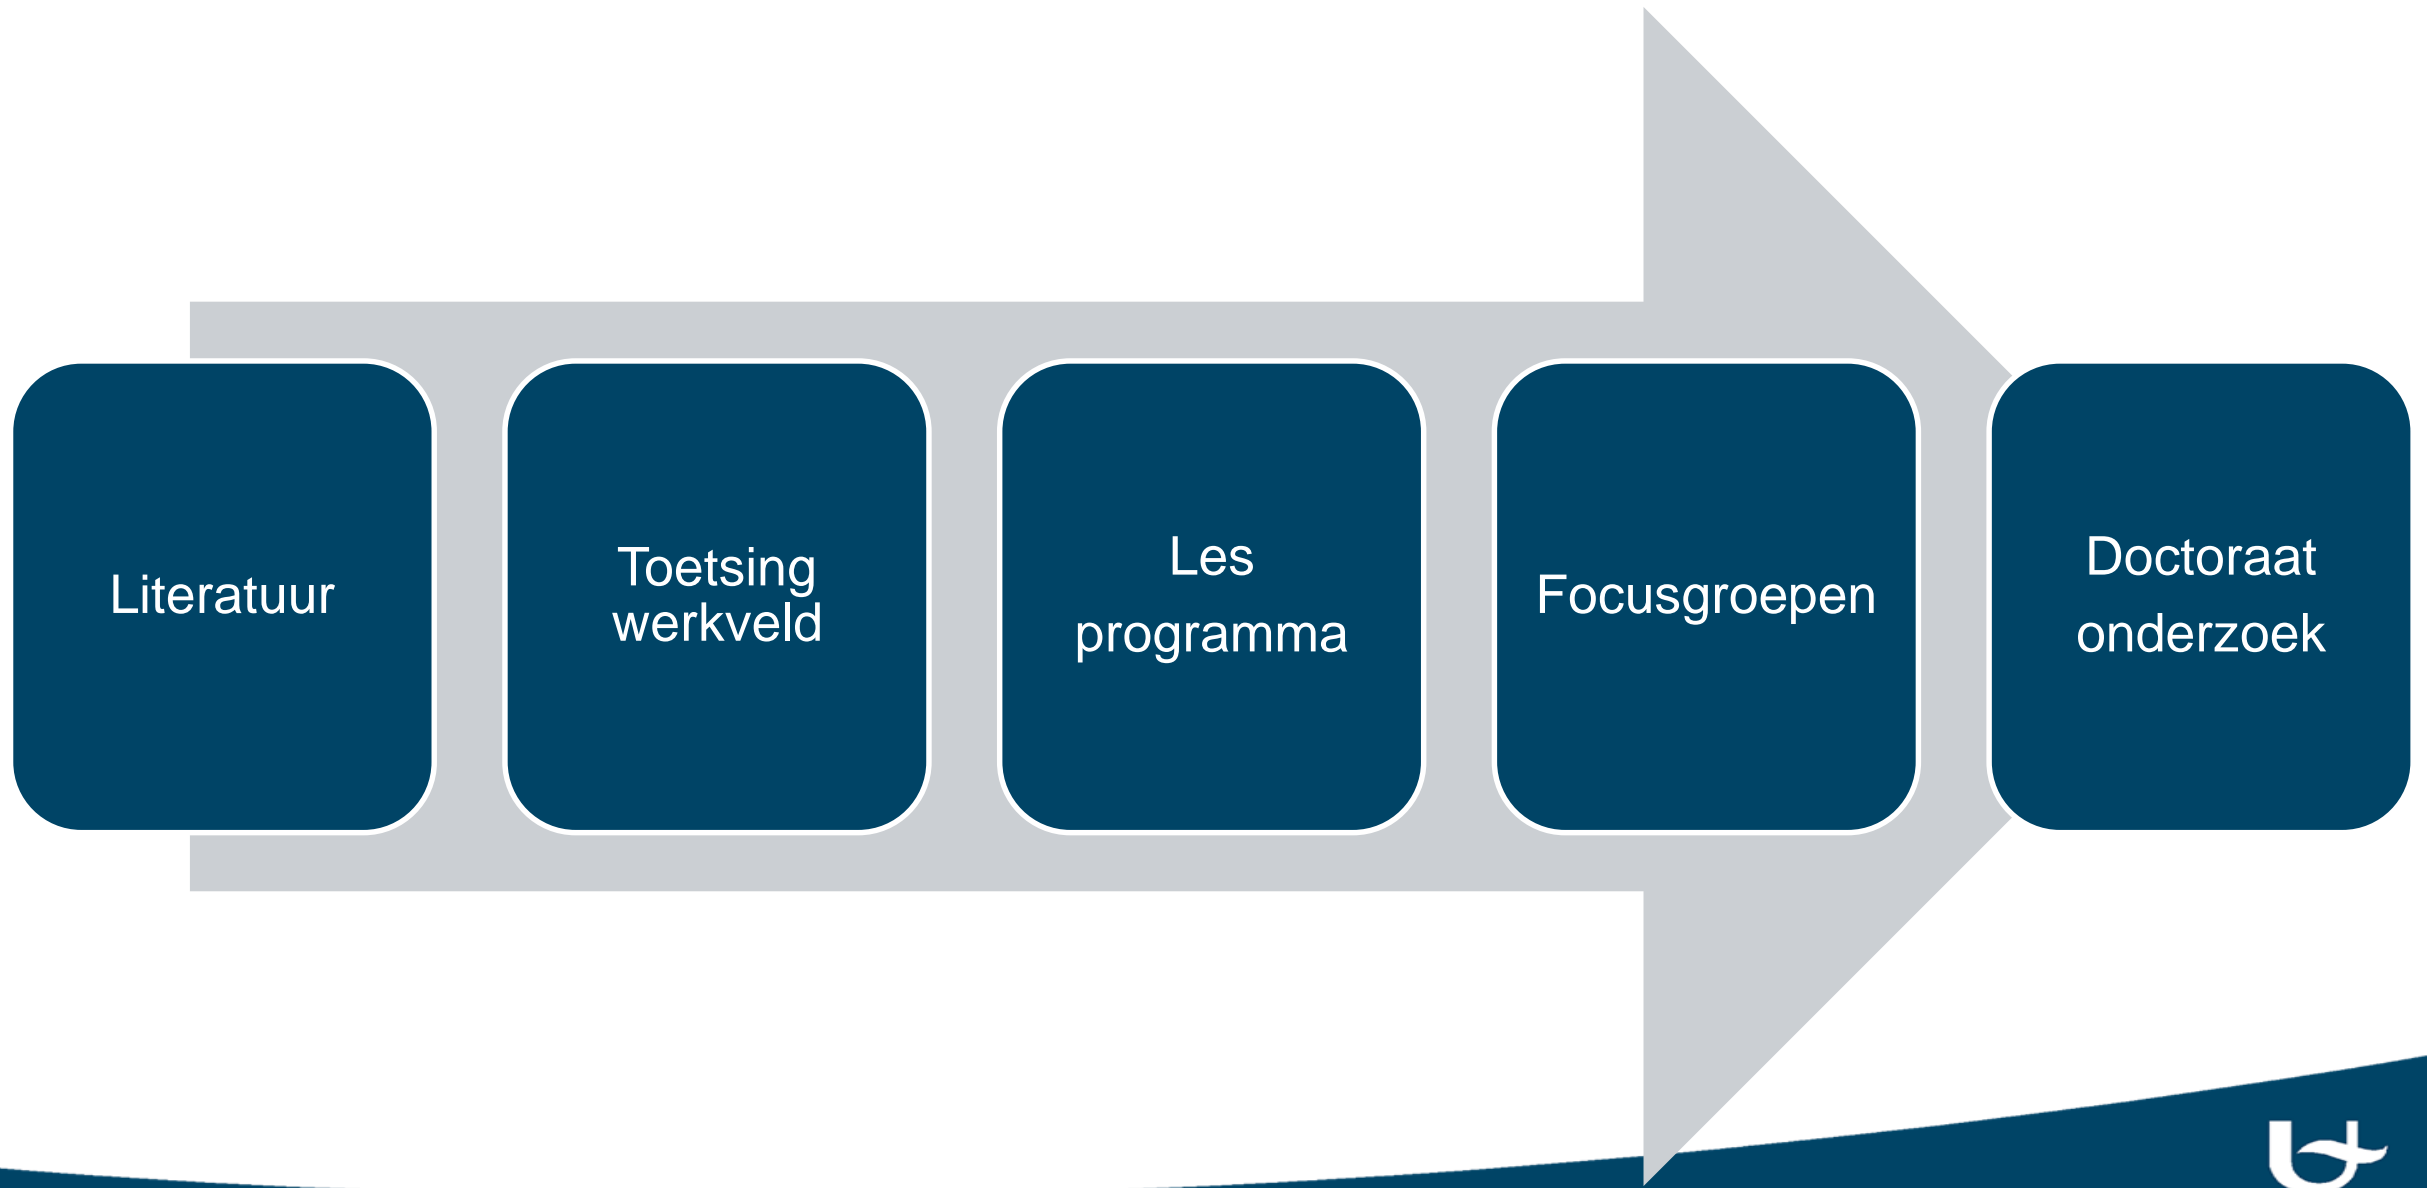 Literatuur
Toetsing
werkveld
Les
programma
Focusgroepen
Doctoraat
onderzoek